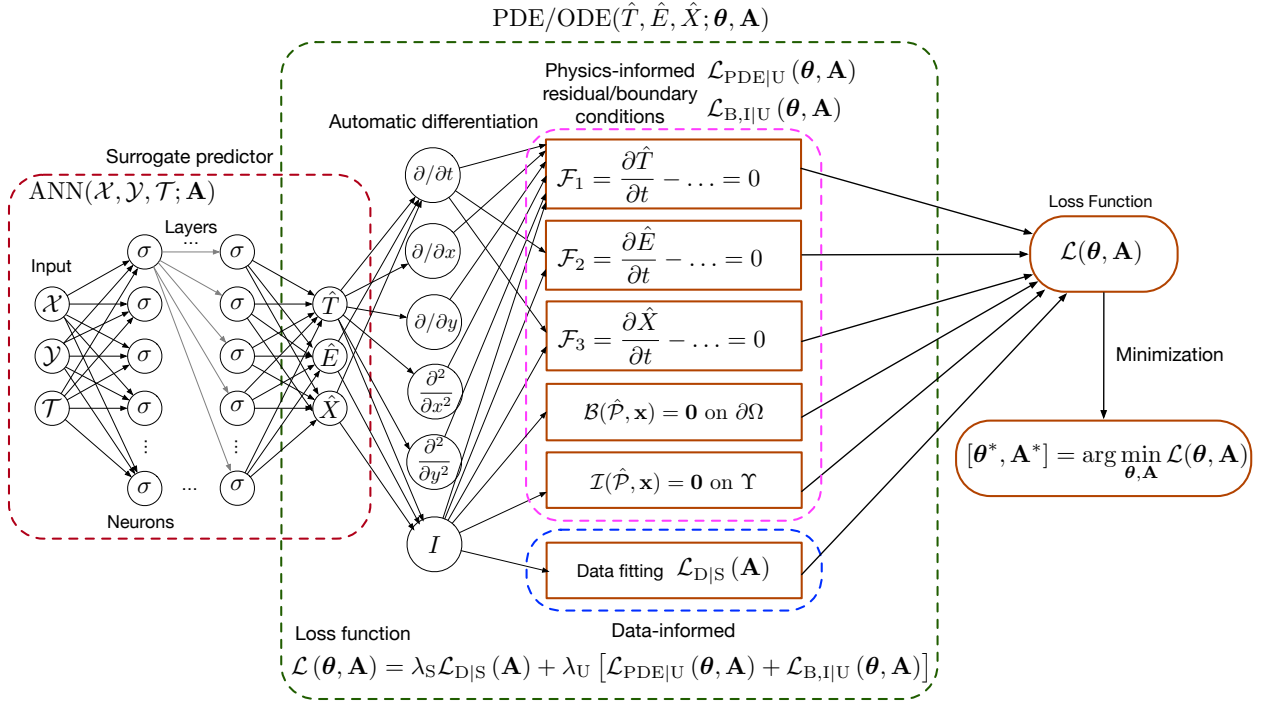 PDE/ODE(T̂, Ê, X̂; θ, A)
Physics-informed
residual/boundary
conditions
ℒ_PDE|U (θ, A)
ℒ_B,I|U (θ, A)
Automatic differentiation
Surrogate predictor
ANN(𝒳, 𝒴, 𝒯; A)
Layers
...
Input
𝒳
𝒴
𝒯
σ
σ
σ
σ
⋮
σ
...
σ
σ
σ
σ
⋮
σ
Neurons
T̂
Ê
X̂
∂/∂t
∂/∂x
∂/∂y
∂²/∂x²
∂²/∂y²
I
ℱ₁ = ∂T̂/∂t − … = 0
ℱ₂ = ∂Ê/∂t − … = 0
ℱ₃ = ∂X̂/∂t − … = 0
ℬ(𝒫̂, x) = 0 on ∂Ω
ℐ(𝒫̂, x) = 0 on Υ
Data fitting ℒ_D|S (A)
Data-informed
Loss function
ℒ (θ, A) = λ_S ℒ_D|S (A) + λ_U [ℒ_PDE|U (θ, A) + ℒ_B,I|U (θ, A)]
Loss Function
ℒ(θ, A)
Minimization
[θ*, A*] = arg min_θ,A ℒ(θ, A)